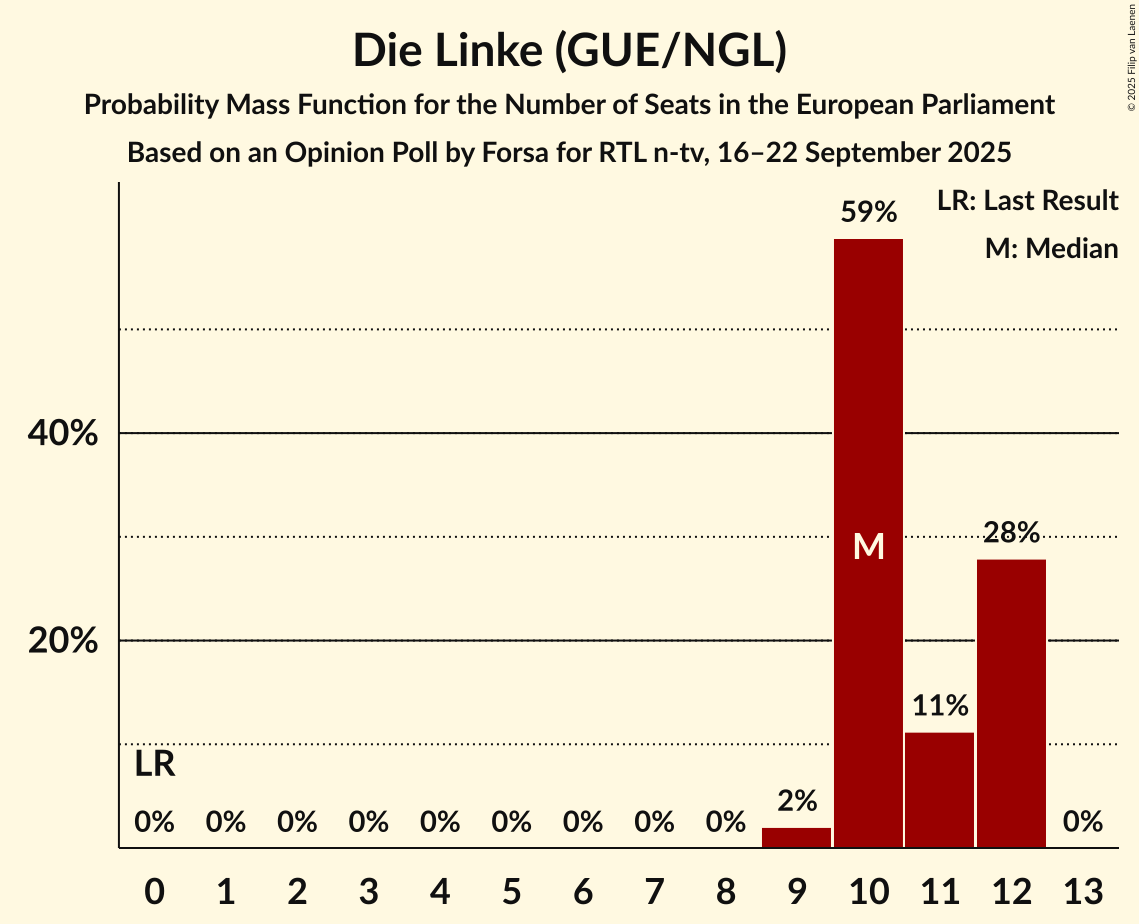 Die Linke (GUE/NGL)
Probability Mass Function for the Number of Seats in the European Parliament
Based on an Opinion Poll by Forsa for RTL n-tv, 16–22 September 2025
© 2025 Filip van Laenen
LR: Last Result
M: Median
59%
40%
28%
M
20%
11%
LR
2%
0% 0% 0% 0% 0% 0% 0% 0% 0% 0%
0 1 2 3 4 5 6 7 8 9 10 11 12 13